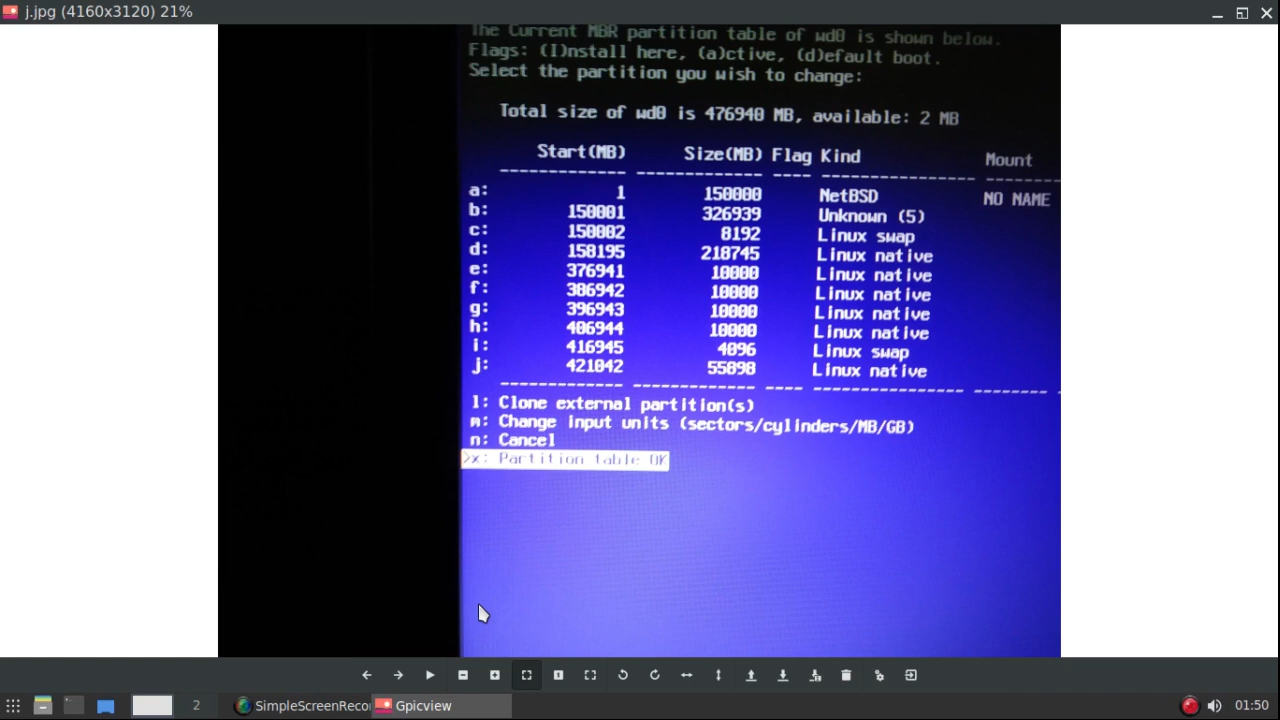 j.jpg (4160x3120) 21%
The Current MBR partition table of wd0 is shown below.
Flags: (I)nstall here, (a)ctive, (d)efault boot.
Select the partition you wish to change:
Total size of wd0 is 476940 MB, available: 2 MB
Start(MB) Size(MB) Flag Kind Mount
a: 1 150000 NetBSD NO NAME
b: 150001 326939 Unknown (5)
c: 150002 8192 Linux swap
d: 158195 218745 Linux native
e: 376941 10000 Linux native
f: 386942 10000 Linux native
g: 396943 10000 Linux native
h: 406944 10000 Linux native
i: 416945 4096 Linux swap
j: 421042 55898 Linux native
l: Clone external partition(s)
m: Change input units (sectors/cylinders/MB/GB)
n: Cancel
>x: Partition table OK
2 SimpleScreenReco Gpicview 01:50